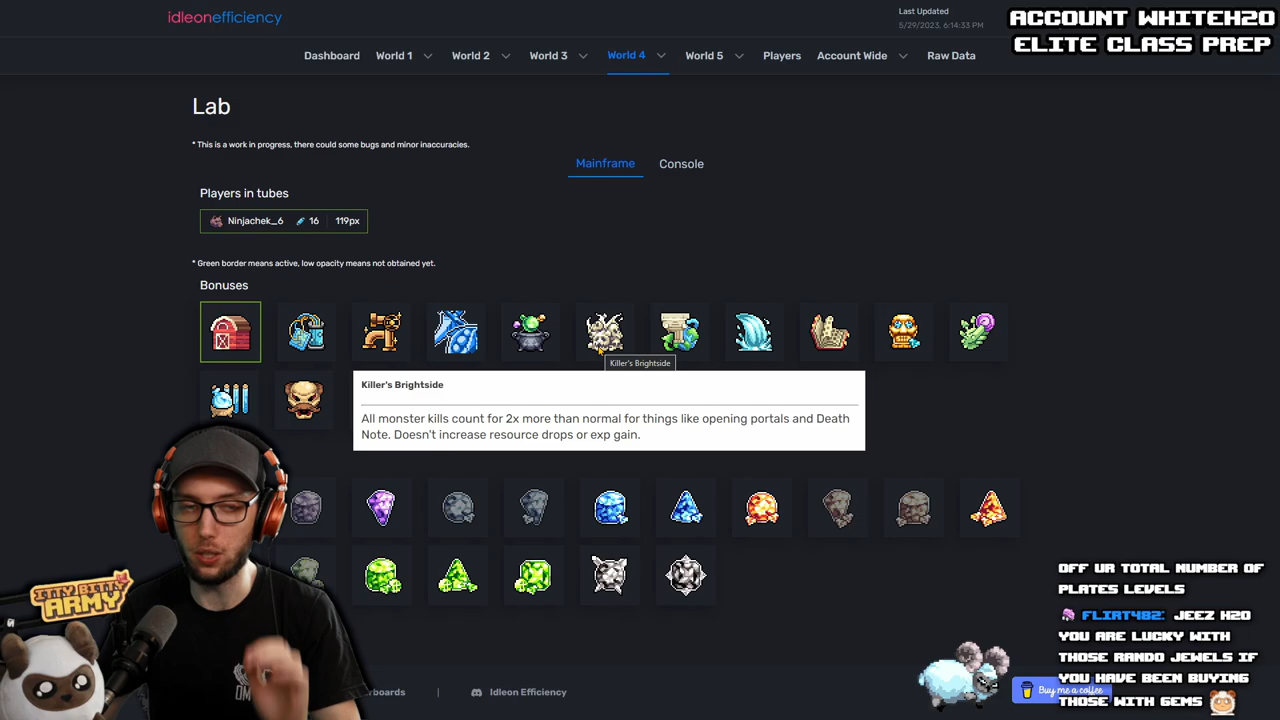 idleonefficiency
Last Updated
5/29/2023, 6:14:33 PM
ACCOUNT WHITEH2O
ELITE CLASS PREP
Dashboard World 1 World 2 World 3 World 4 World 5 Players Account Wide Raw Data
Lab
* This is a work in progress, there could some bugs and minor inaccuracies.
Mainframe Console
Players in tubes
Ninjachek_6 16 119px
* Green border means active, low opacity means not obtained yet.
Bonuses
Killer's Brightside
Killer's Brightside
All monster kills count for 2x more than normal for things like opening portals and Death
Note. Doesn't increase resource drops or exp gain.
OFF UR TOTAL NUMBER OF
PLATES LEVELS
FLIRT482: JEEZ H2O
YOU ARE LUCKY WITH
THOSE RANDO JEWELS IF
YOU HAVE BEEN BUYING
THOSE WITH GEMS
ITTY BITTY
ARMY
erboards | Idleon Efficiency
Buy me a coffee